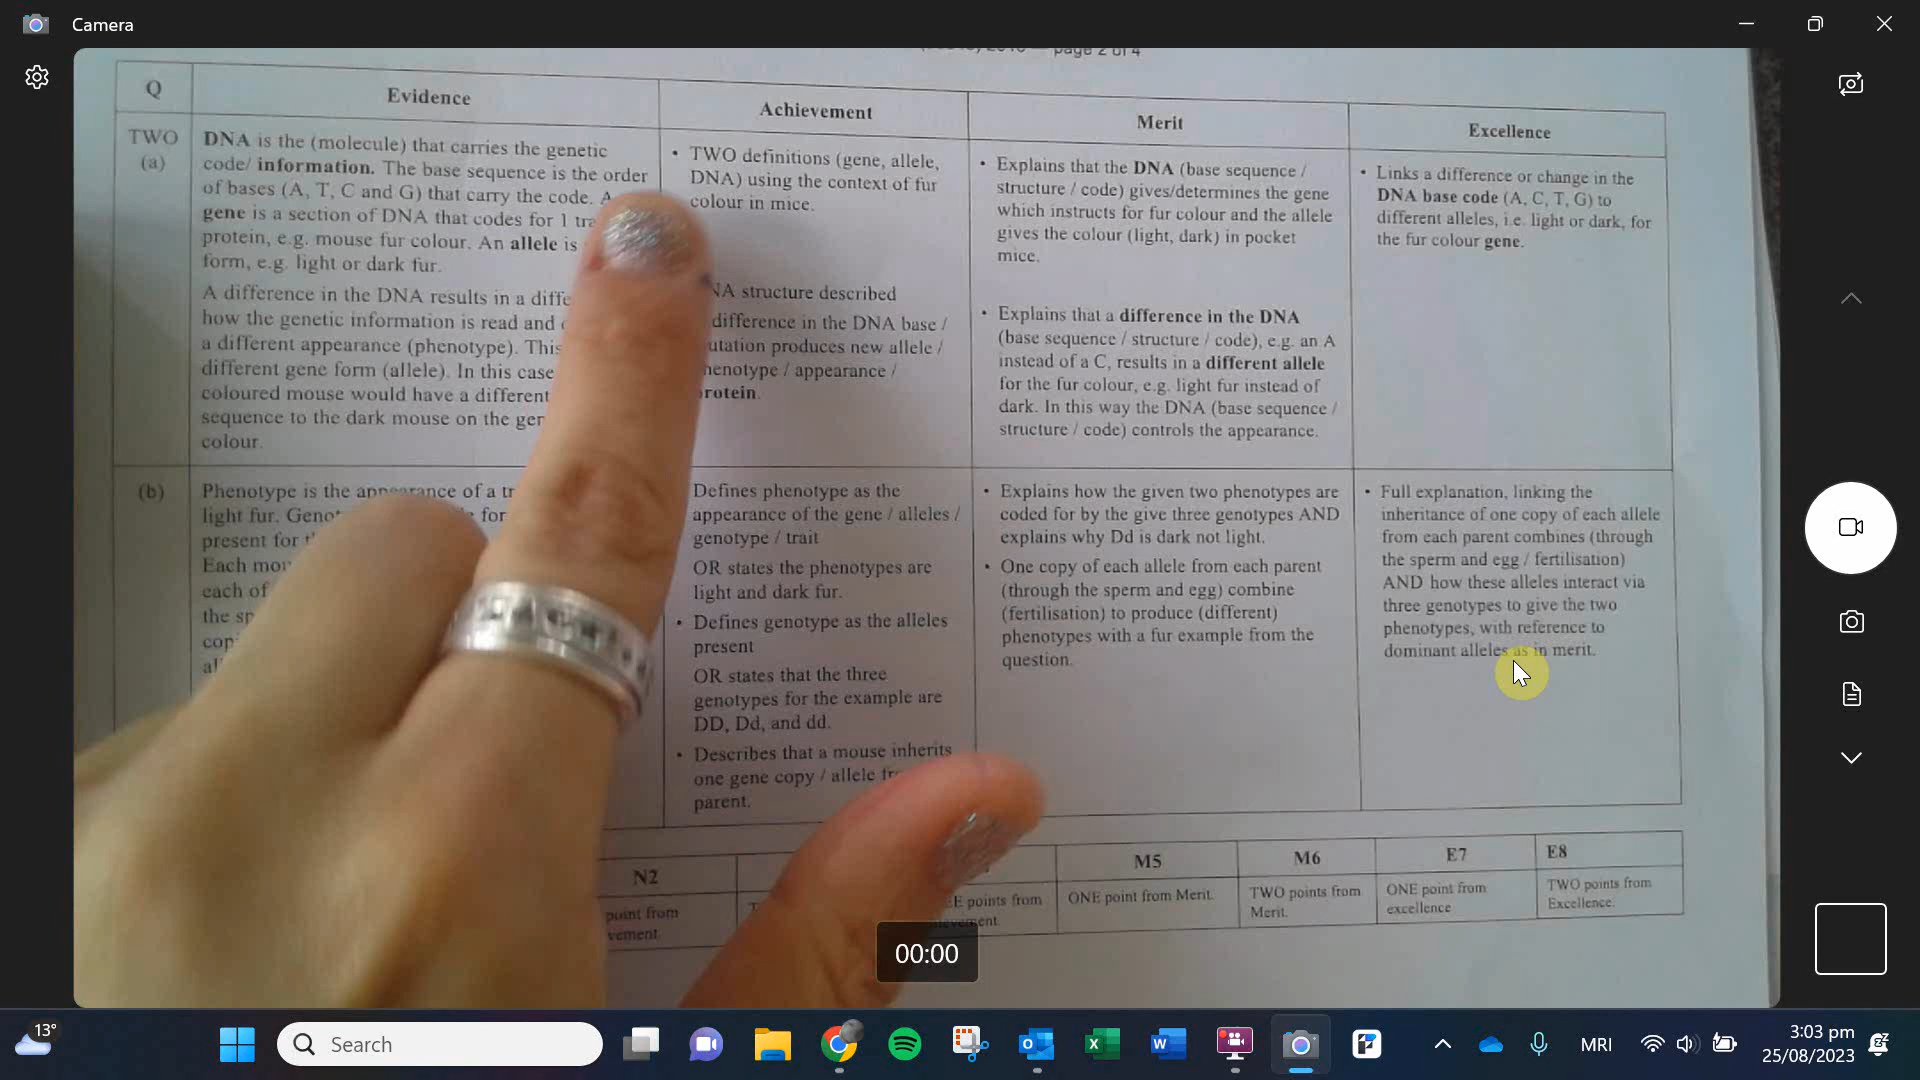 Camera
page 2 of 4
Q
Evidence
Achievement
Merit
Excellence
TWO
(a)
DNA is the (molecule) that carries the genetic
code/ information. The base sequence is the order
of bases (A, T, C and G) that carry the code. A
gene is a section of DNA that codes for 1
protein, e.g. mouse fur colour. An allele is
form, e.g. light or dark fur.
A difference in the DNA results in a
how the genetic information is read and
a different appearance (phenotype). This
different gene form (allele). In this case
coloured mouse would have a different
sequence to the dark mouse on the
colour.
• TWO definitions (gene, allele,
DNA) using the context of fur
colour in mice.
structure described
difference in the DNA base /
produces new allele /
/ appearance /
• Explains that the DNA (base sequence /
structure / code) gives/determines the gene
which instructs for fur colour and the allele
gives the colour (light, dark) in pocket
mice.
• Explains that a difference in the DNA
(base sequence / structure / code), e.g. an A
instead of a C, results in a different allele
for the fur colour, e.g. light fur instead of
dark. In this way the DNA (base sequence /
structure / code) controls the appearance.
• Links a difference or change in the
DNA base code (A, C, T, G) to
different alleles, i.e. light or dark, for
the fur colour gene.
(b)
Phenotype is the appearance of a
light fur. for
present for
Each
each of
the
Defines phenotype as the
appearance of the gene / alleles /
genotype / trait
OR states the phenotypes are
light and dark fur.
• Defines genotype as the alleles
present
OR states that the three
genotypes for the example are
DD, Dd, and dd.
• Describes that a mouse inherits
one gene copy / allele
parent.
• Explains how the given two phenotypes are
coded for by the give three genotypes AND
explains why Dd is dark not light.
• One copy of each allele from each parent
(through the sperm and egg) combine
(fertilisation) to produce (different)
phenotypes with a fur example from the
question.
• Full explanation, linking the
inheritance of one copy of each allele
from each parent combines (through
the sperm and egg / fertilisation)
AND how these alleles interact via
three genotypes to give the two
phenotypes, with reference to
dominant alleles as in merit.
N2
M5
M6
E7
E8
point from
points from
ONE point from Merit.
TWO points from
Merit.
ONE point from
excellence
TWO points from
Excellence.
00:00
13°
Search
MRI
3:03 pm
25/08/2023